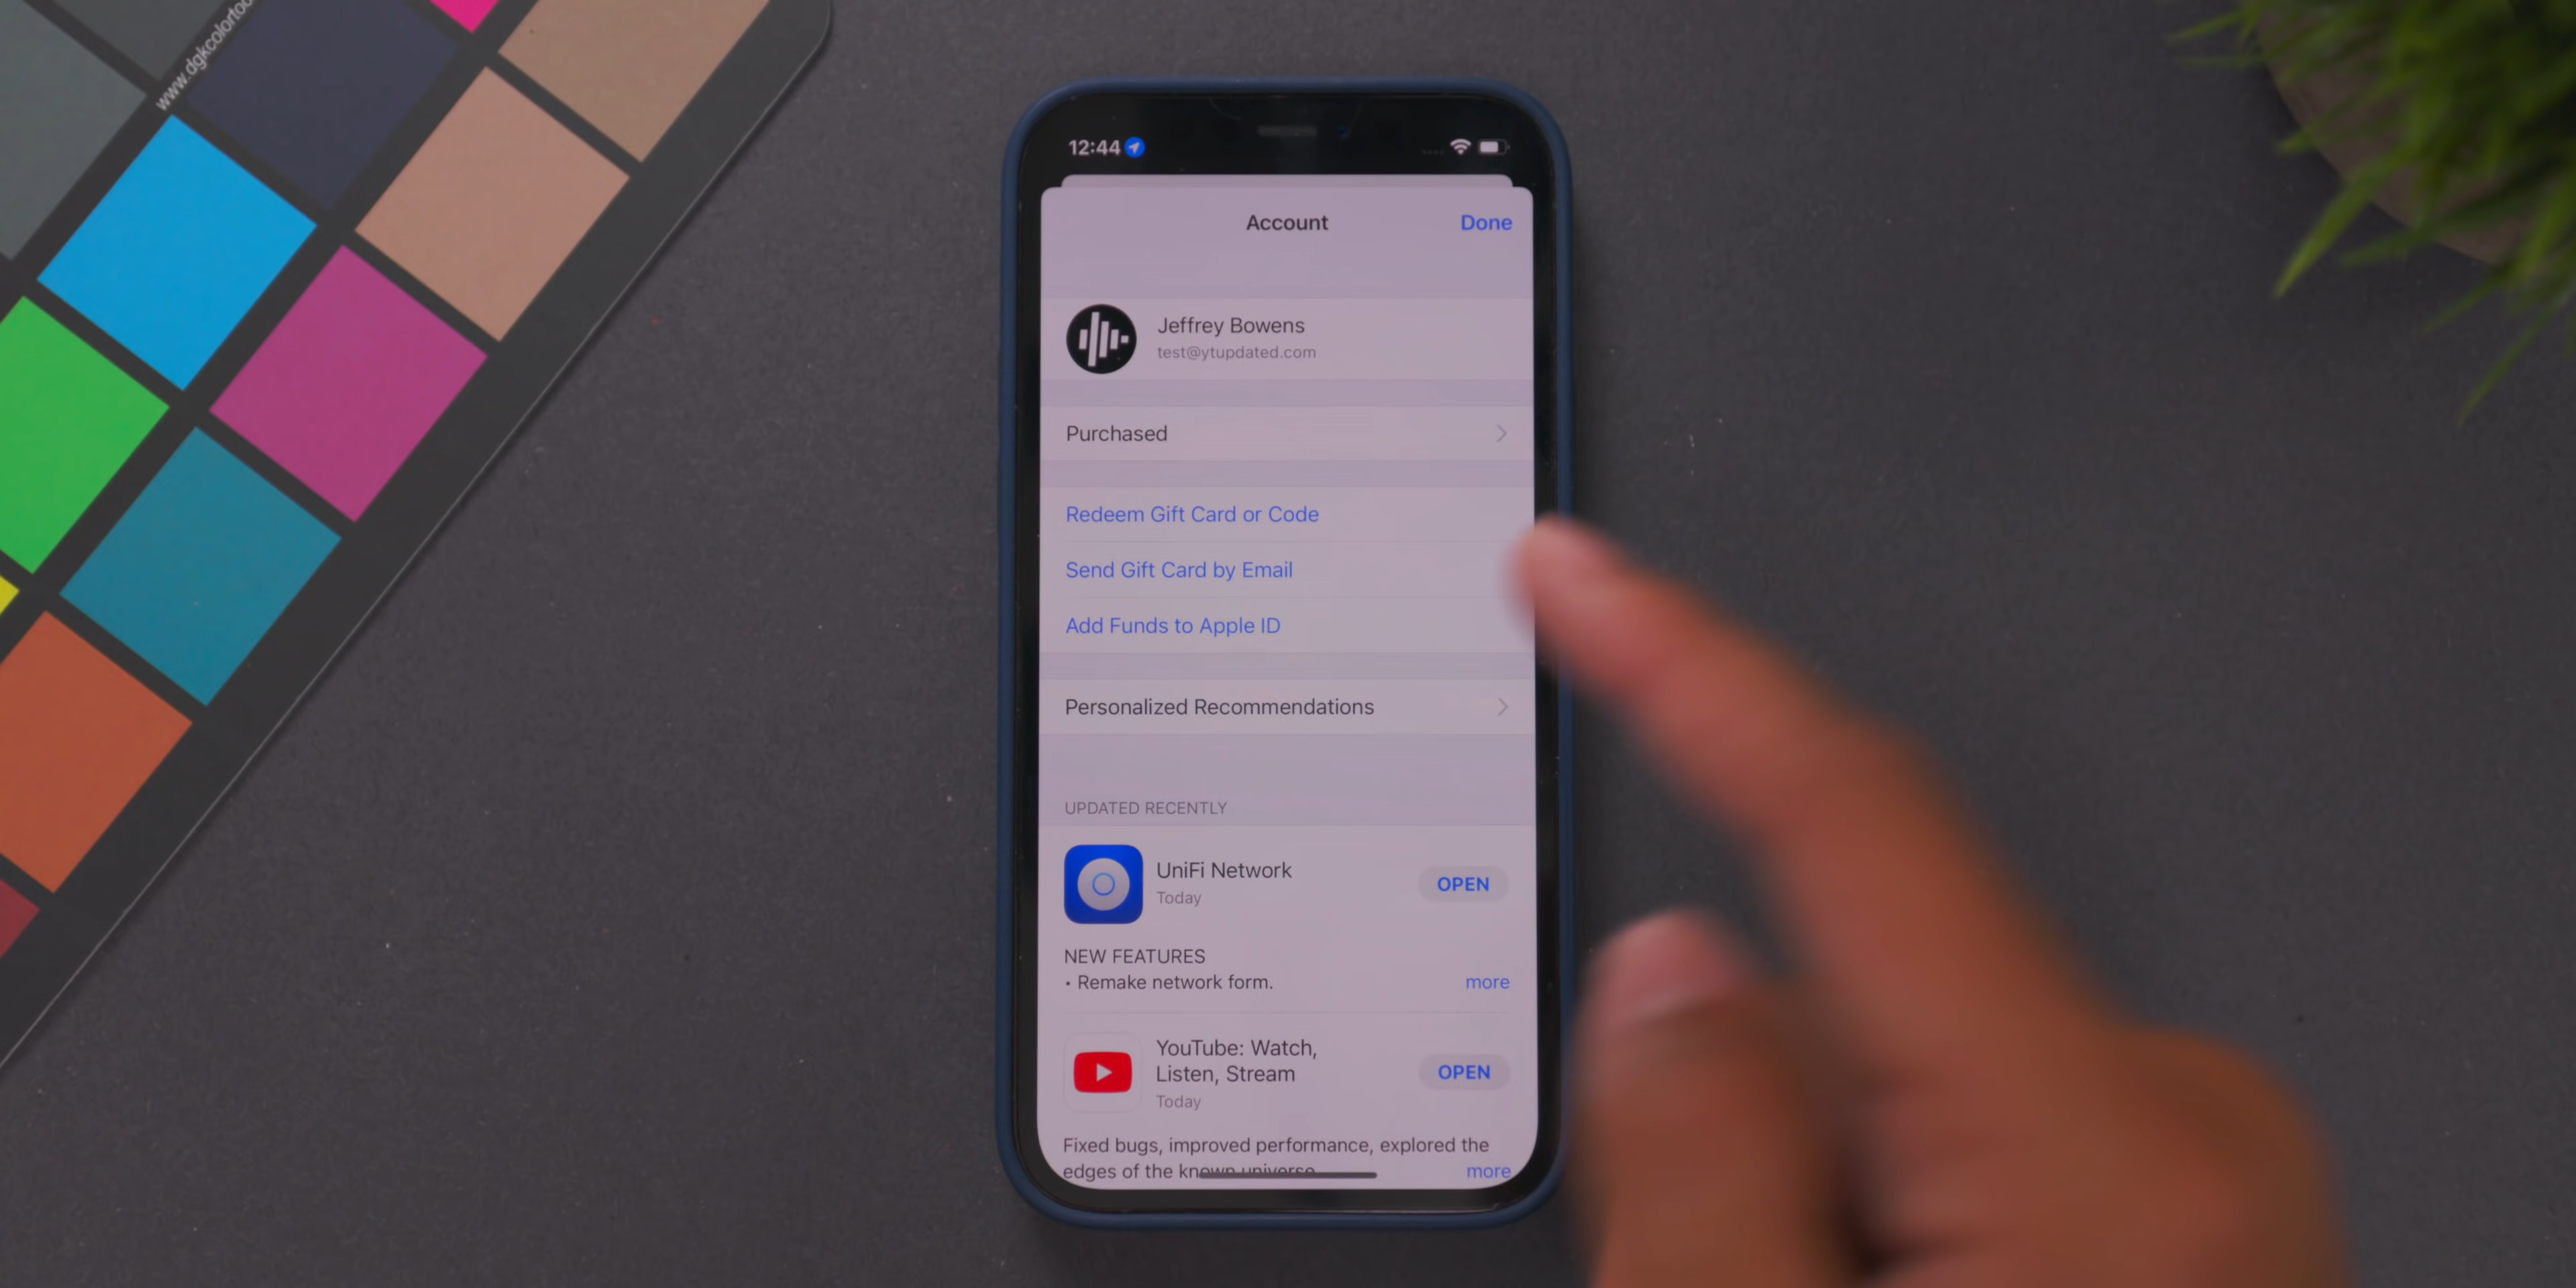 www.dgkcolortoo
12:44
Account
Done
Jeffrey Bowens
test@ytupdated.com
Purchased
Redeem Gift Card or Code
Send Gift Card by Email
Add Funds to Apple ID
Personalized Recommendations
UPDATED RECENTLY
UniFi Network
Today
OPEN
NEW FEATURES
• Remake network form.
more
YouTube: Watch,
Listen, Stream
Today
OPEN
Fixed bugs, improved performance, explored the
edges of the known universe
more